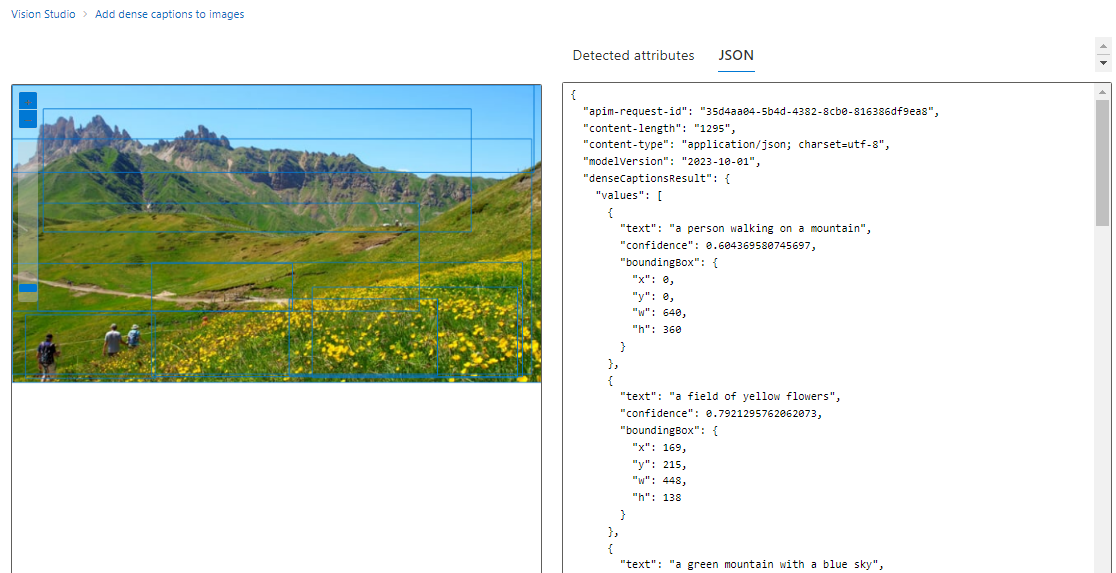 Vision Studio > Add dense captions to images
Detected attributes JSON
{
"apim-request-id": "35d4aa04-5b4d-4382-8cb0-816386df9ea8",
"content-length": "1295",
"content-type": "application/json; charset=utf-8",
"modelVersion": "2023-10-01",
"denseCaptionsResult": {
"values": [
{
"text": "a person walking on a mountain",
"confidence": 0.604369580745697,
"boundingBox": {
"x": 0,
"y": 0,
"w": 640,
"h": 360
}
},
{
"text": "a field of yellow flowers",
"confidence": 0.7921295762062073,
"boundingBox": {
"x": 169,
"y": 215,
"w": 448,
"h": 138
}
},
{
"text": "a green mountain with a blue sky",